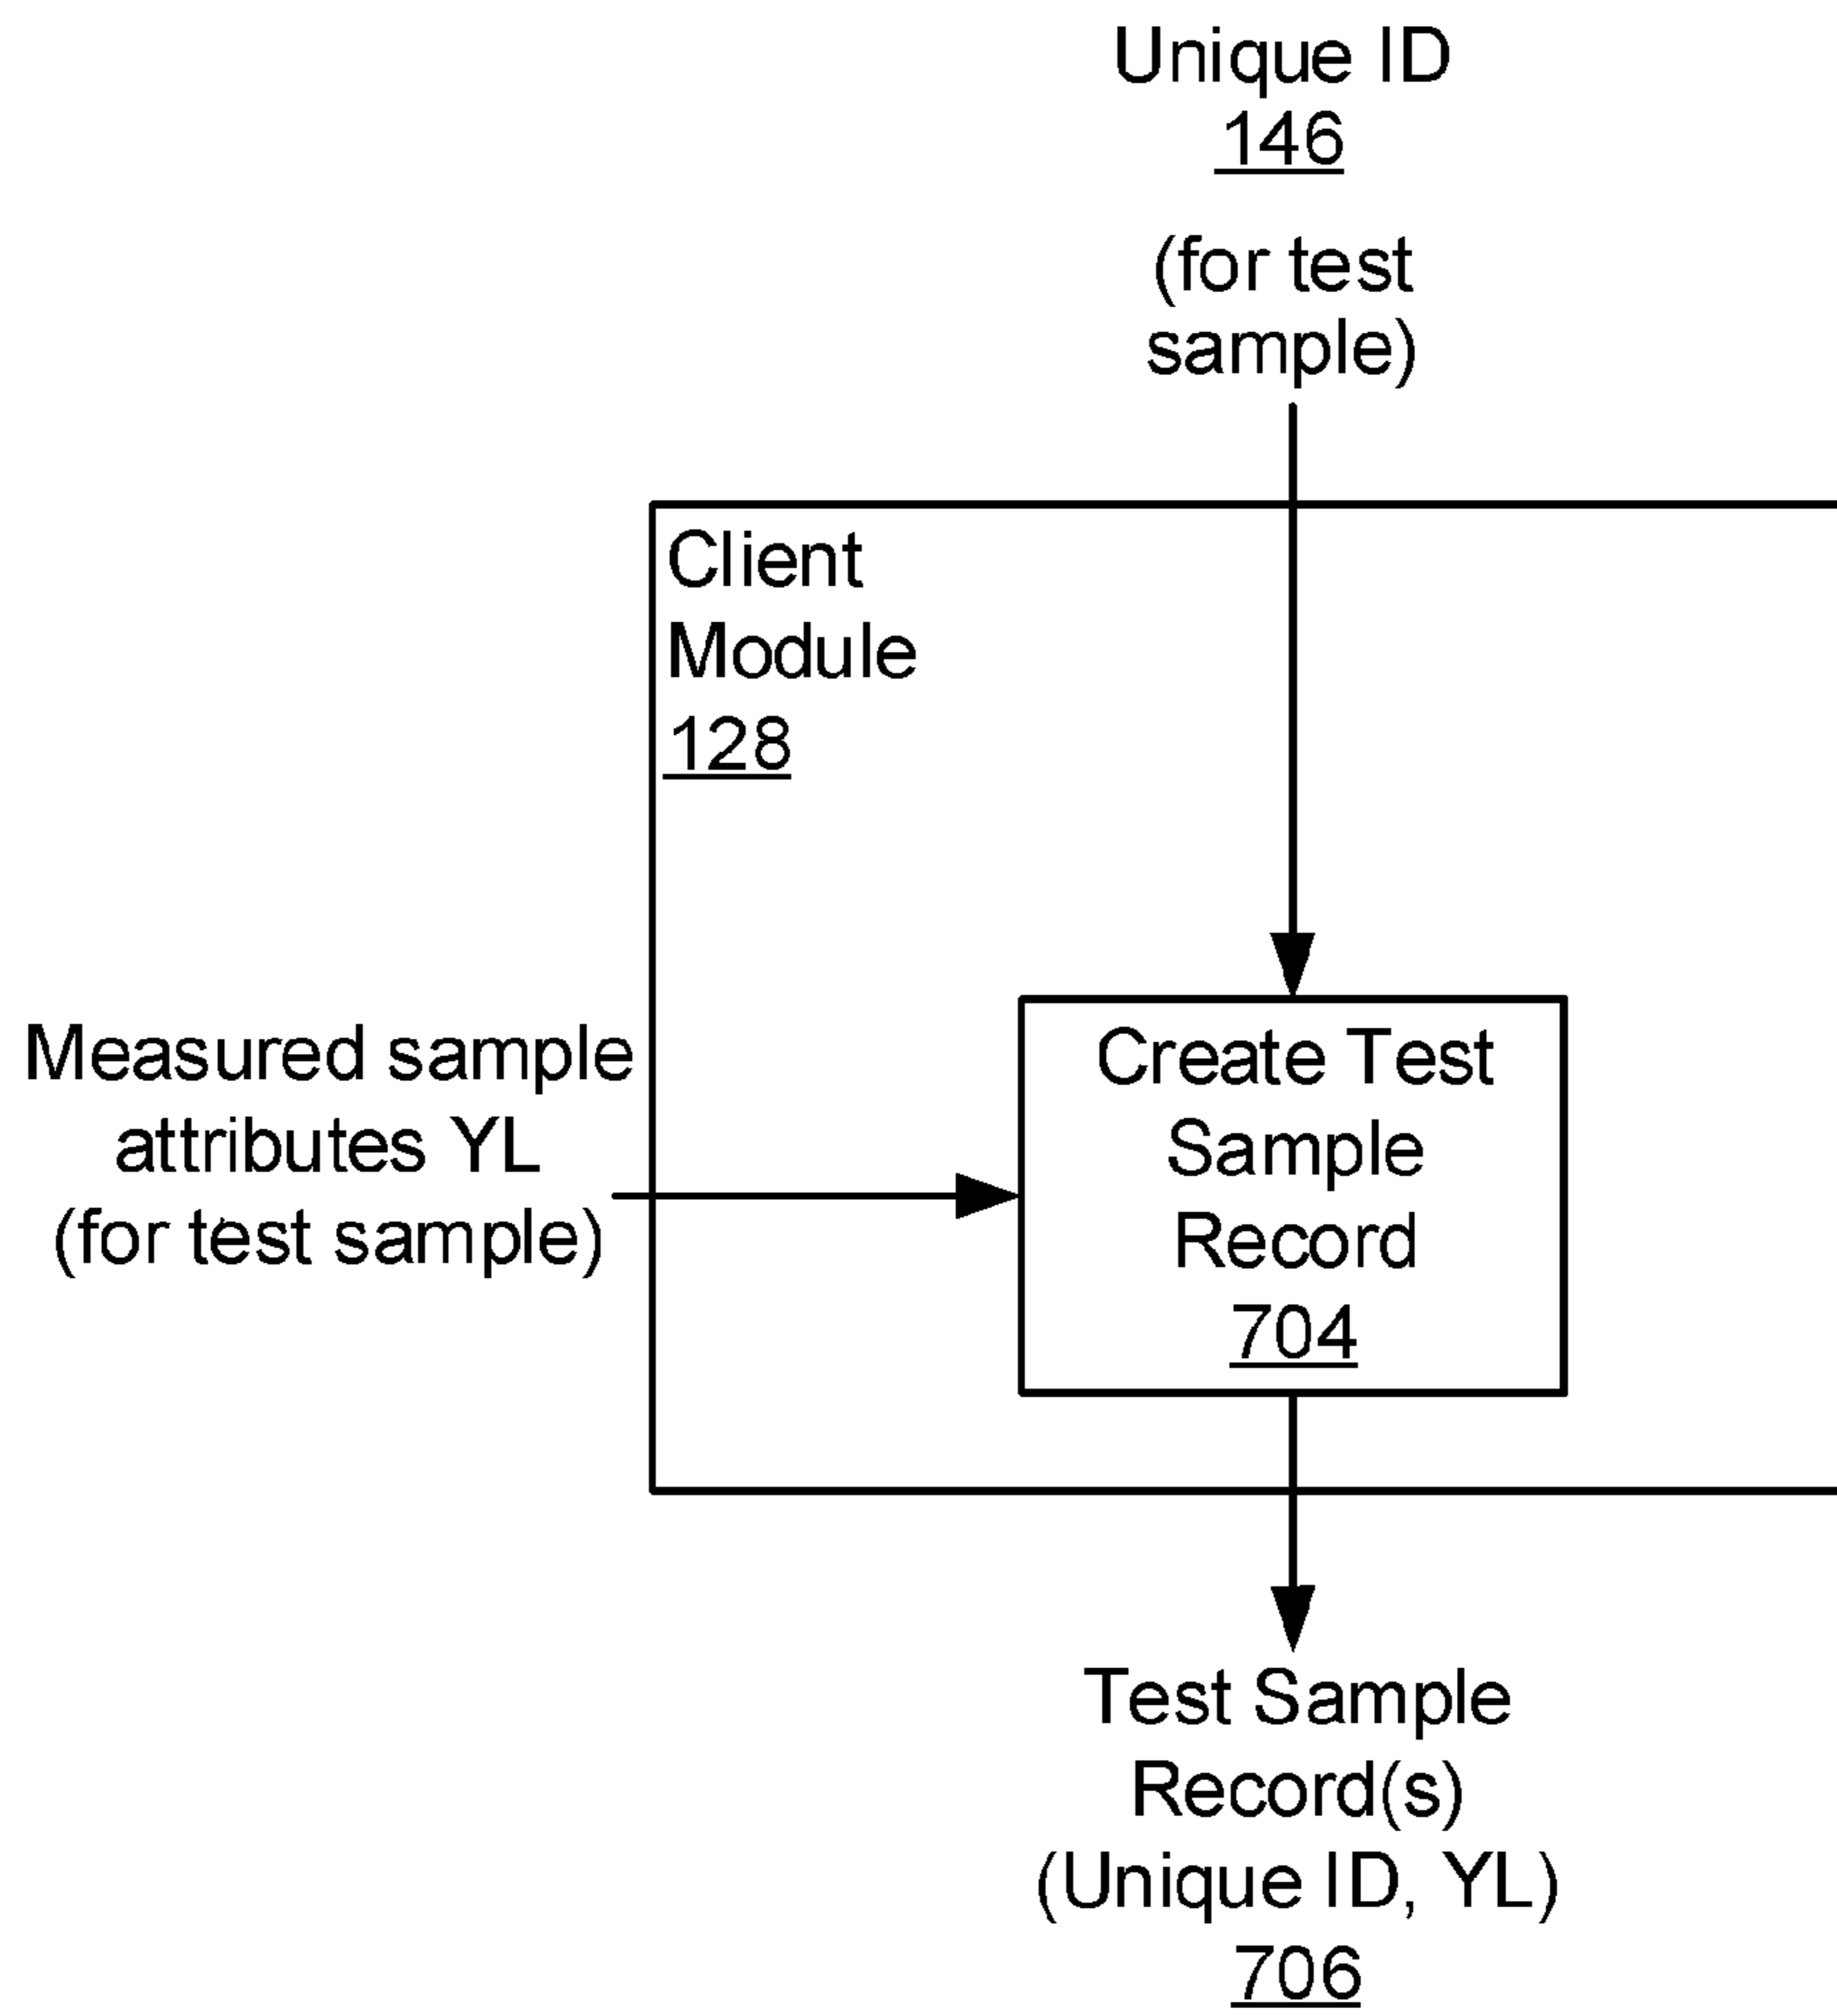 Unique ID
146
(for test
sample)
Client
Module
128
Measured sample
attributes YL
(for test sample)
Create Test
Sample
Record
704
Test Sample
Record(s)
(Unique ID, YL)
706